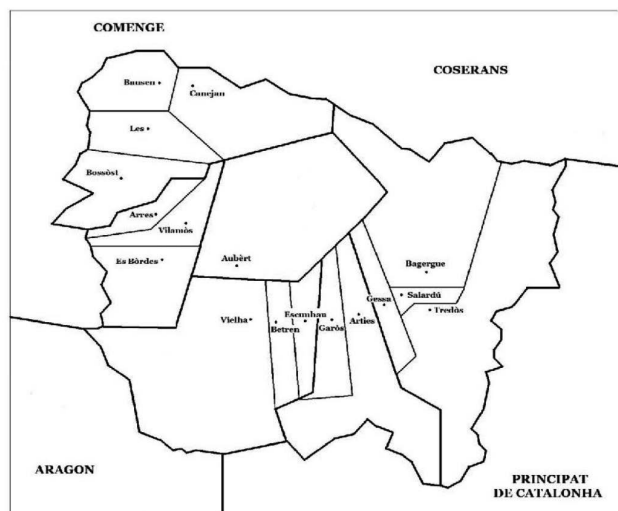 COMENGE
COSERANS
Bausen
Canejan
Les
Bossòst
Arres
Vilamòs
Es Bòrdes
Aubèrt
Bagergue
Gessa
Salardú
Tredòs
Vielha
Betren
Escunhau
Garòs
Arties
ARAGON
PRINCIPAT
DE CATALONHA